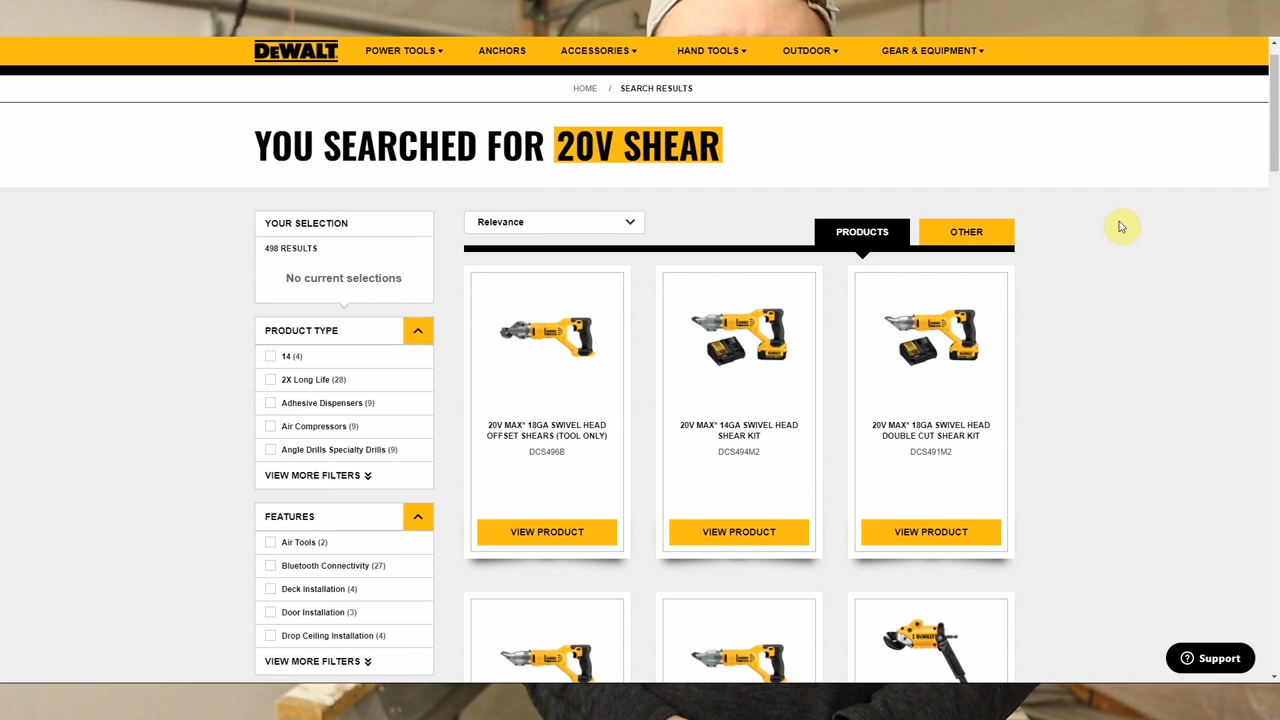 DEWALT
POWER TOOLS
ANCHORS
ACCESSORIES
HAND TOOLS
OUTDOOR
GEAR & EQUIPMENT
HOME / SEARCH RESULTS
YOU SEARCHED FOR 20V SHEAR
YOUR SELECTION
498 RESULTS
No current selections
PRODUCT TYPE
14 (4)
2X Long Life (28)
Adhesive Dispensers (9)
Air Compressors (9)
Angle Drills Specialty Drills (9)
VIEW MORE FILTERS
FEATURES
Air Tools (2)
Bluetooth Connectivity (27)
Deck Installation (4)
Door Installation (3)
Drop Ceiling Installation (4)
VIEW MORE FILTERS
Relevance
PRODUCTS
OTHER
20V MAX* 18GA SWIVEL HEAD
OFFSET SHEARS (TOOL ONLY)
DCS496B
VIEW PRODUCT
20V MAX* 14GA SWIVEL HEAD
SHEAR KIT
DCS494M2
VIEW PRODUCT
20V MAX* 18GA SWIVEL HEAD
DOUBLE CUT SHEAR KIT
DCS491M2
VIEW PRODUCT
DEWALT
Support